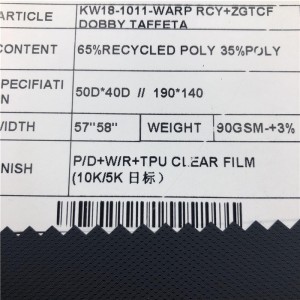 ARTICLE KW18-1011-WARP RCY+ZGTCF
DOBBY TAFFETA
CONTENT 65%RECYCLED POLY 35%POLY
SPECIFIATI
N 50D*40D // 190*140
WIDTH 57"58" WEIGHT 90GSM-+3%
NISH P/D+W/R+TPU CLEAR FILM
(10K/5K 日标)